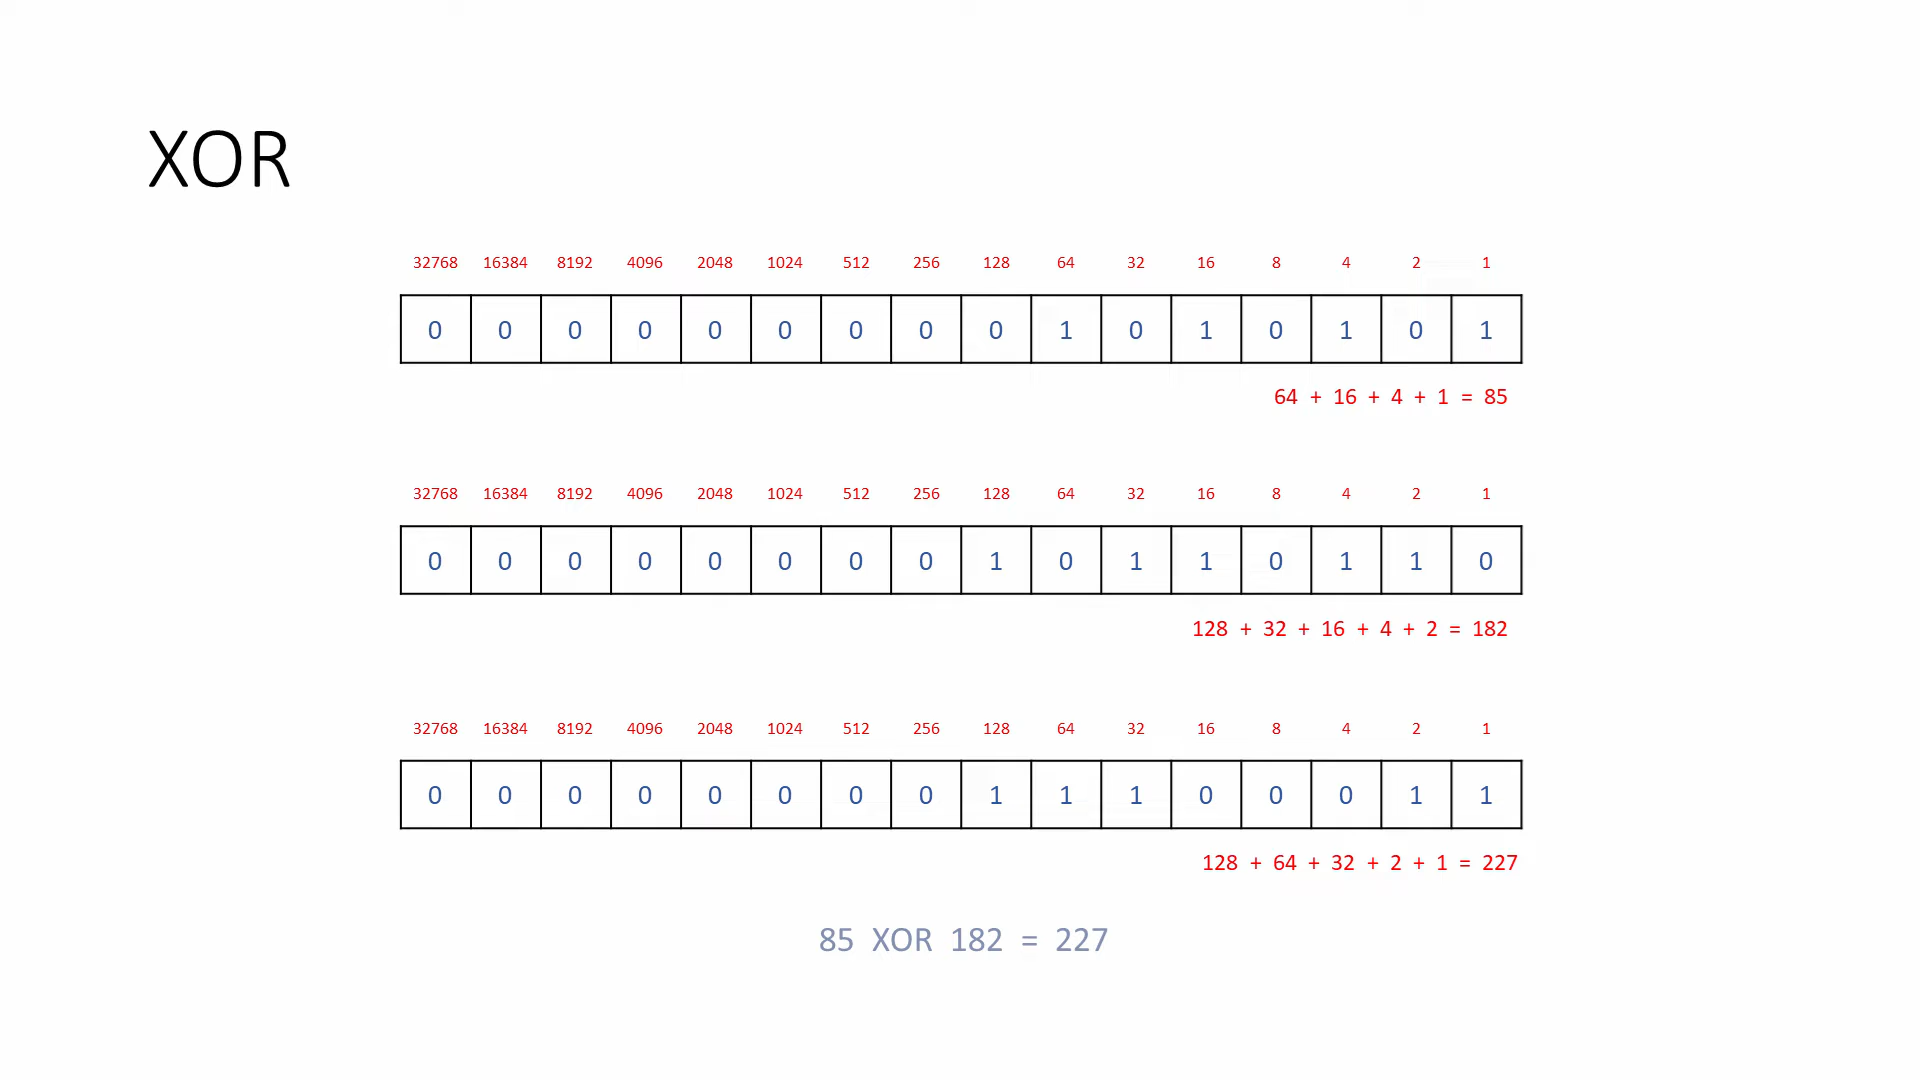 XOR
32768 16384 8192 4096 2048 1024 512 256 128 64 32 16 8 4 2 1
0 0 0 0 0 0 0 0 0 1 0 1 0 1 0 1
64 + 16 + 4 + 1 = 85
32768 16384 8192 4096 2048 1024 512 256 128 64 32 16 8 4 2 1
0 0 0 0 0 0 0 0 1 0 1 1 0 1 1 0
128 + 32 + 16 + 4 + 2 = 182
32768 16384 8192 4096 2048 1024 512 256 128 64 32 16 8 4 2 1
0 0 0 0 0 0 0 0 1 1 1 0 0 0 1 1
128 + 64 + 32 + 2 + 1 = 227
85 XOR 182 = 227